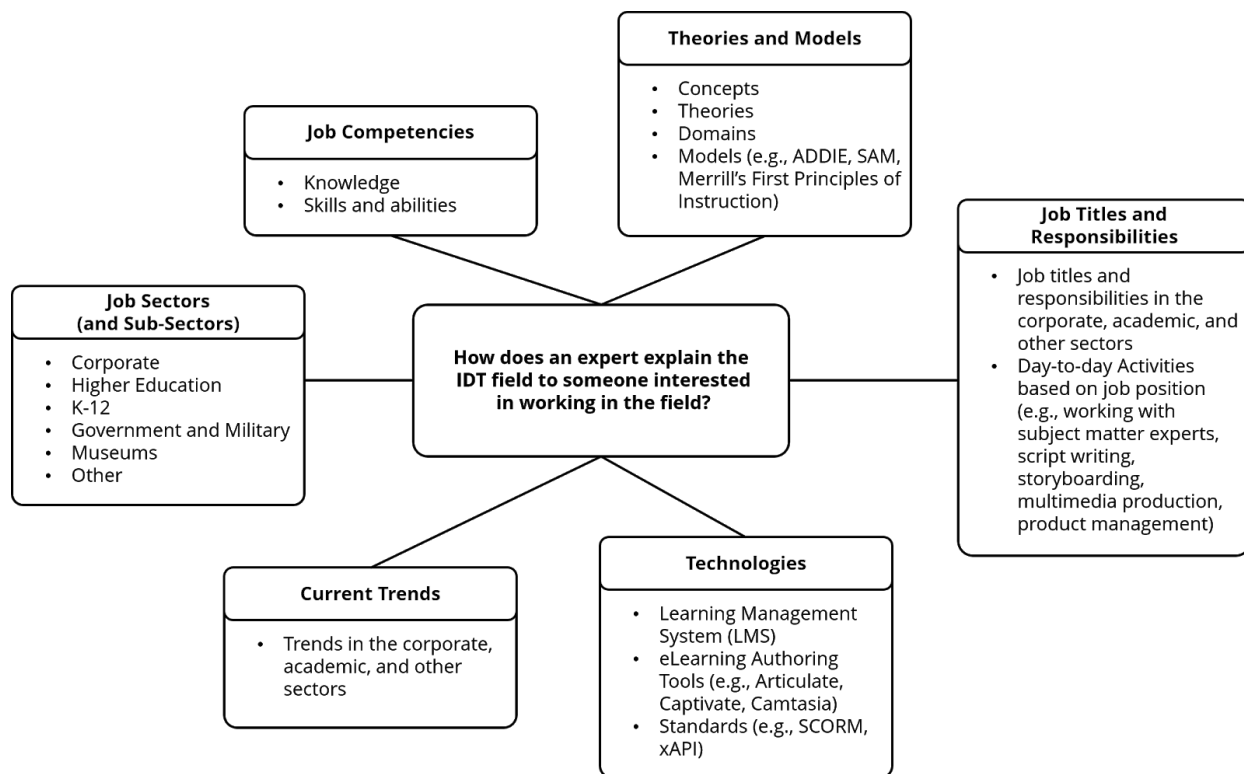 Theories and Models
• Concepts
• Theories
• Domains
• Models (e.g., ADDIE, SAM,
Merrill’s First Principles of
Instruction)
Job Competencies
• Knowledge
• Skills and abilities
Job Titles and
Responsibilities
• Job titles and
responsibilities in the
corporate, academic, and
other sectors
• Day-to-day Activities
based on job position
(e.g., working with
subject matter experts,
script writing,
storyboarding,
multimedia production,
product management)
Job Sectors
(and Sub-Sectors)
• Corporate
• Higher Education
• K-12
• Government and Military
• Museums
• Other
How does an expert explain the
IDT field to someone interested
in working in the field?
Current Trends
• Trends in the corporate,
academic, and other
sectors
Technologies
• Learning Management
System (LMS)
• eLearning Authoring
Tools (e.g., Articulate,
Captivate, Camtasia)
• Standards (e.g., SCORM,
xAPI)